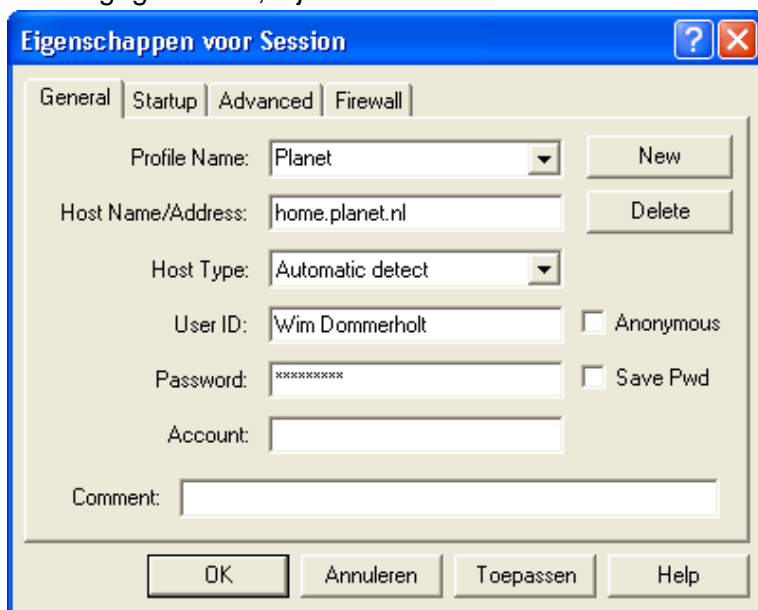 Eigenschappen voor Session
General Startup Advanced Firewall
Profile Name: Planet New
Host Name/Address: home.planet.nl Delete
Host Type: Automatic detect
User ID: Wim Dommerholt Anonymous
Password: ********* Save Pwd
Account:
Comment:
OK Annuleren Toepassen Help